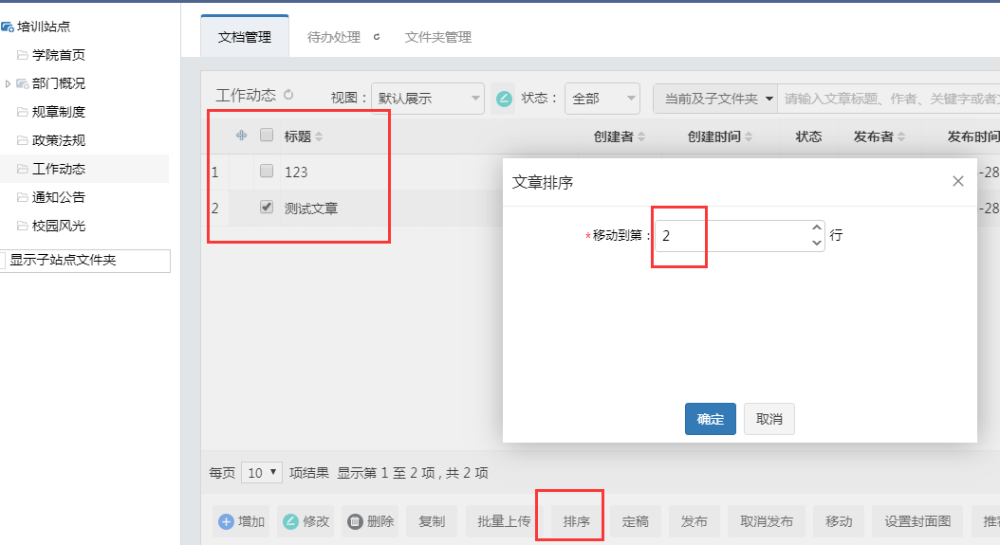 培训站点
学院首页
部门概况
规章制度
政策法规
工作动态
通知公告
校园风光
显示子站点文件夹
文档管理 待办处理 文件夹管理
工作动态 视图： 默认展示 状态： 全部 当前及子文件夹 请输入文章标题、作者、关键字或者
标题 创建者 创建时间 状态 发布者 发布时间
1 123 -28
2 测试文章 -28
文章排序
*移动到第： 2 行
确定 取消
每页 10 项结果 显示第 1 至 2 项 , 共 2 项
增加 修改 删除 复制 批量上传 排序 定稿 发布 取消发布 移动 设置封面图